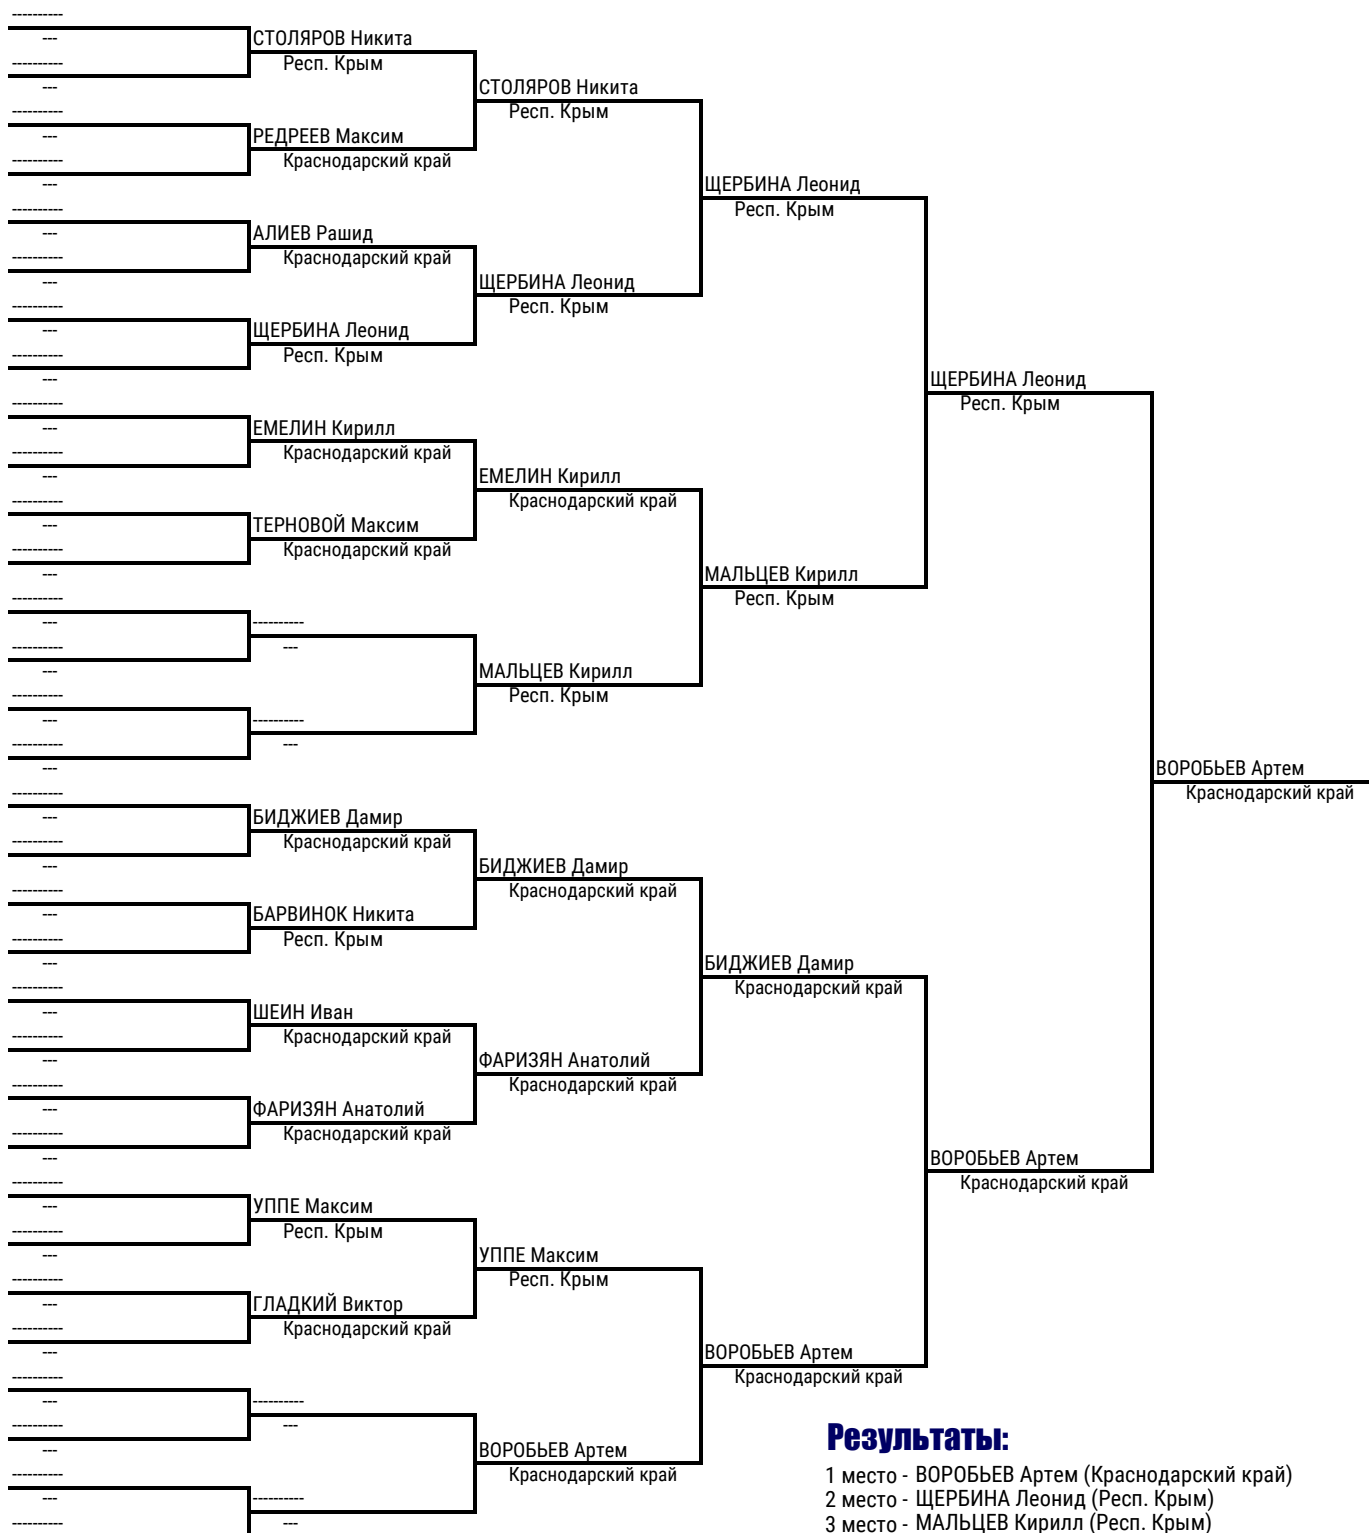 СТОЛЯРОВ Никита
Респ. Крым
РЕДРЕЕВ Максим
Краснодарский край
АЛИЕВ Рашид
Краснодарский край
ЩЕРБИНА Леонид
Респ. Крым
ЕМЕЛИН Кирилл
Краснодарский край
ТЕРНОВОЙ Максим
Краснодарский край
БИДЖИЕВ Дамир
Краснодарский край
БАРВИНОК Никита
Респ. Крым
ШЕИН Иван
Краснодарский край
ФАРИЗЯН Анатолий
Краснодарский край
УППЕ Максим
Респ. Крым
ГЛАДКИЙ Виктор
Краснодарский край
СТОЛЯРОВ Никита
Респ. Крым
ЩЕРБИНА Леонид
Респ. Крым
ЕМЕЛИН Кирилл
Краснодарский край
МАЛЬЦЕВ Кирилл
Респ. Крым
БИДЖИЕВ Дамир
Краснодарский край
ФАРИЗЯН Анатолий
Краснодарский край
УППЕ Максим
Респ. Крым
ВОРОБЬЕВ Артем
Краснодарский край
ЩЕРБИНА Леонид
Респ. Крым
МАЛЬЦЕВ Кирилл
Респ. Крым
БИДЖИЕВ Дамир
Краснодарский край
ВОРОБЬЕВ Артем
Краснодарский край
ЩЕРБИНА Леонид
Респ. Крым
ВОРОБЬЕВ Артем
Краснодарский край
ВОРОБЬЕВ Артем
Краснодарский край
Результаты:
1 место - ВОРОБЬЕВ Артем (Краснодарский край)
2 место - ЩЕРБИНА Леонид (Респ. Крым)
3 место - МАЛЬЦЕВ Кирилл (Респ. Крым)